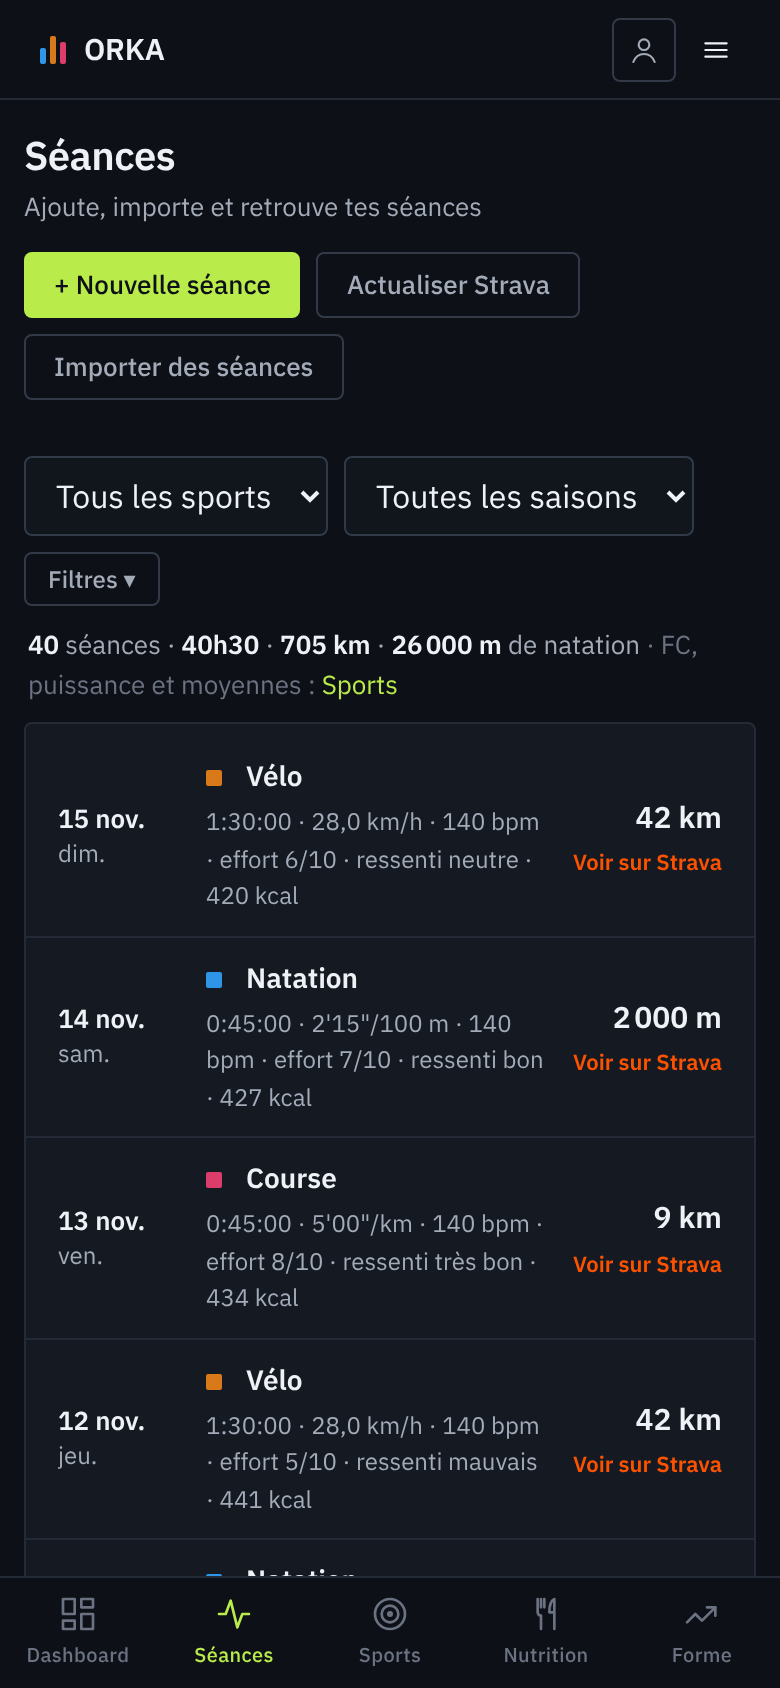 ORKA
Séances
Ajoute, importe et retrouve tes séances
+ Nouvelle séance
Actualiser Strava
Importer des séances
Tous les sports
Toutes les saisons
Filtres ▾
40 séances · 40h30 · 705 km · 26 000 m de natation · FC,
puissance et moyennes : Sports
15 nov.
dim.
Vélo
1:30:00 · 28,0 km/h · 140 bpm
· effort 6/10 · ressenti neutre ·
420 kcal
42 km
Voir sur Strava
14 nov.
sam.
Natation
0:45:00 · 2'15"/100 m · 140
bpm · effort 7/10 · ressenti bon
· 427 kcal
2 000 m
Voir sur Strava
13 nov.
ven.
Course
0:45:00 · 5'00"/km · 140 bpm ·
effort 8/10 · ressenti très bon ·
434 kcal
9 km
Voir sur Strava
12 nov.
jeu.
Vélo
1:30:00 · 28,0 km/h · 140 bpm
· effort 5/10 · ressenti mauvais
· 441 kcal
42 km
Voir sur Strava
Natation
Dashboard
Séances
Sports
Nutrition
Forme